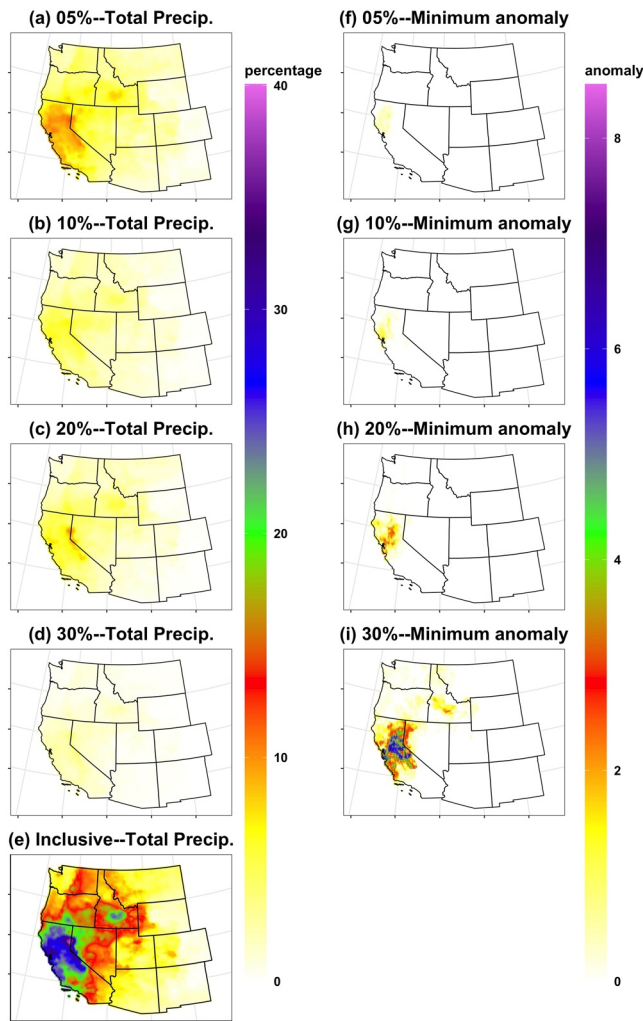 (a) 05%--Total Precip.
(f) 05%--Minimum anomaly
percentage
anomaly
40
8
(b) 10%--Total Precip.
(g) 10%--Minimum anomaly
30
6
(c) 20%--Total Precip.
(h) 20%--Minimum anomaly
20
4
(d) 30%--Total Precip.
(i) 30%--Minimum anomaly
10
2
(e) Inclusive--Total Precip.
0
0